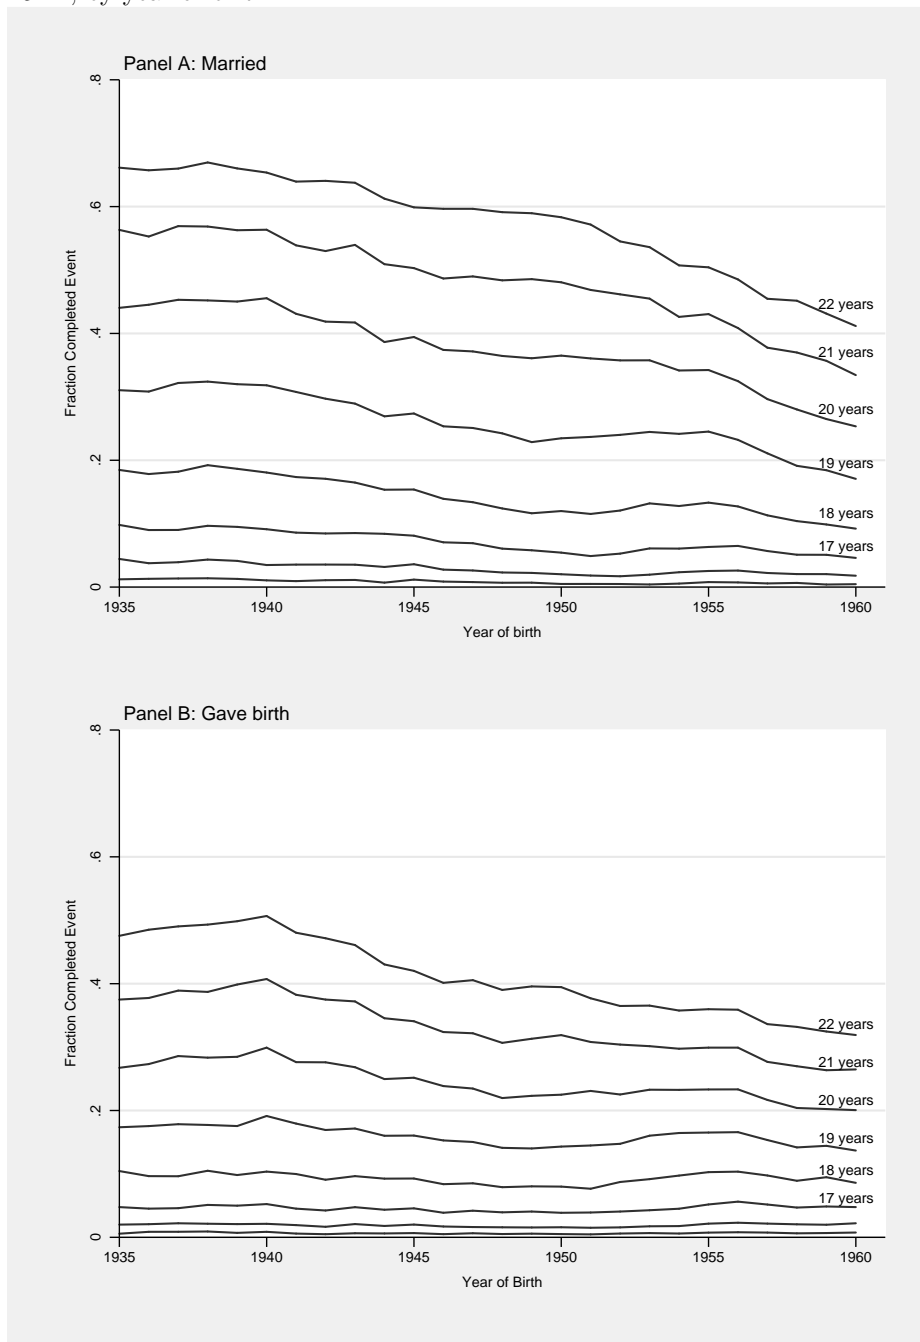 Panel A: Married
.8
.6
.4
.2
0
Fraction Completed Event
22 years
21 years
20 years
19 years
18 years
17 years
1935 1940 1945 1950 1955 1960
Year of birth
Panel B: Gave birth
.8
.6
.4
.2
0
Fraction Completed Event
22 years
21 years
20 years
19 years
18 years
17 years
1935 1940 1945 1950 1955 1960
Year of Birth